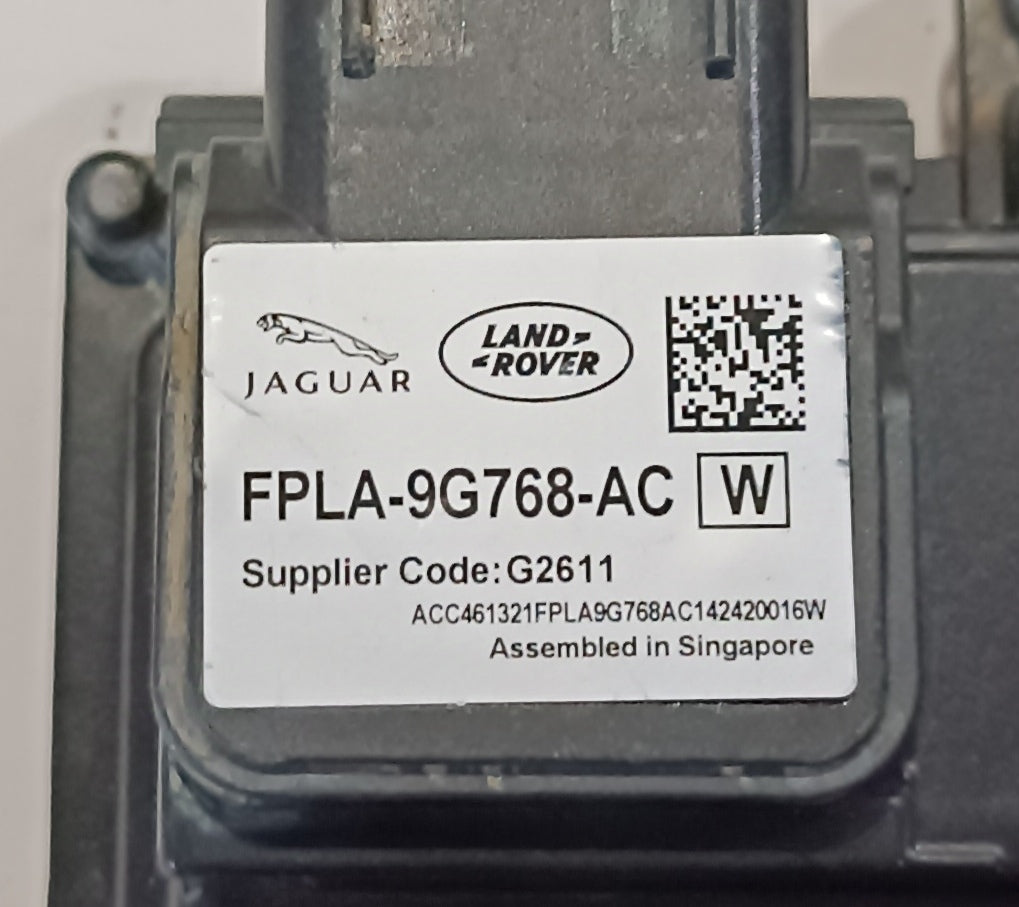 JAGUAR
LAND
ROVER
FPLA-9G768-AC W
Supplier Code:G2611
ACC461321FPLA9G768AC142420016W
Assembled in Singapore